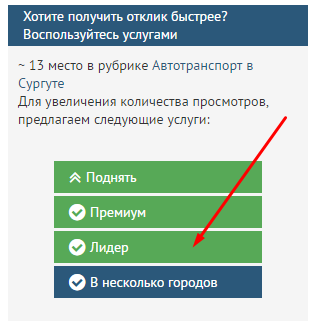 Хотите получить отклик быстрее?
Воспользуйтесь услугами
~ 13 место в рубрике Автотранспорт в
Сургуте
Для увеличения количества просмотров,
предлагаем следующие услуги:
Поднять
Премиум
Лидер
В несколько городов